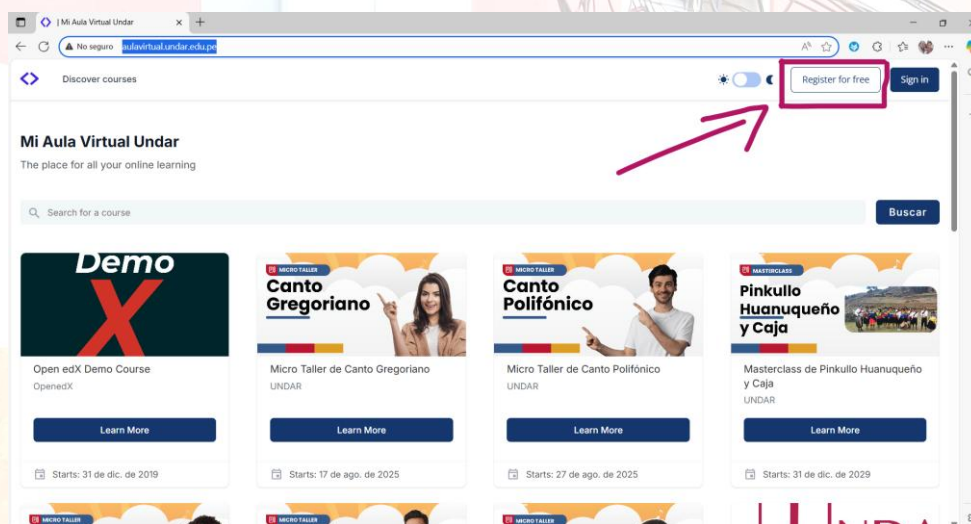 | Mi Aula Virtual Undar
No seguro aulavirtual.undar.edu.pe
Discover courses
Register for free
Sign in
Mi Aula Virtual Undar
The place for all your online learning
Search for a course
Buscar
Demo
X
Open edX Demo Course
OpenedX
Learn More
Starts: 31 de dic. de 2019
MICRO TALLER
Canto
Gregoriano
Micro Taller de Canto Gregoriano
UNDAR
Learn More
Starts: 17 de ago. de 2025
MICRO TALLER
Canto
Polifónico
Micro Taller de Canto Polifónico
UNDAR
Learn More
Starts: 27 de ago. de 2025
MASTERCLASS
Pinkullo
Huanuqueño
y Caja
Masterclass de Pinkullo Huanuqueño
y Caja
UNDAR
Learn More
Starts: 31 de dic. de 2029
MICRO TALLER
MICRO TALLER
MICRO TALLER